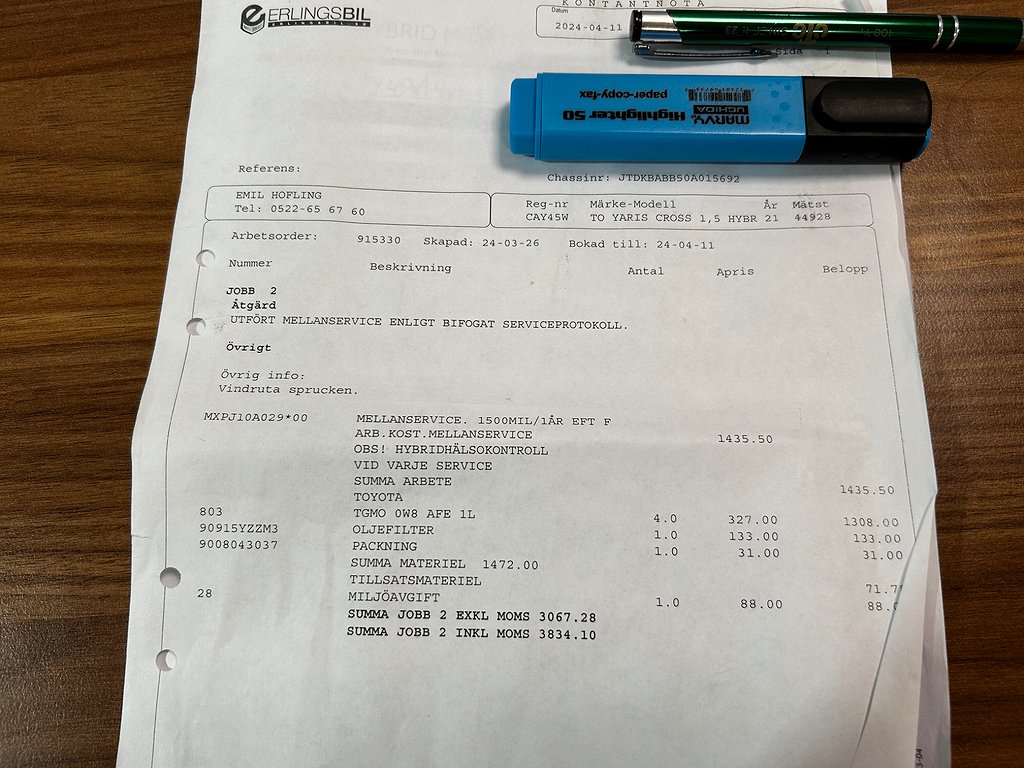 KONTANTNOTA
ERLINGSBIL
ERLINGSBIL.SE
Datum
2024-04-11
Sida 1
MARVY
UCHIDA
Highlighter 50
paper-copy-fax
Referens:
Chassinr: JTDKBABB50A015692
EMIL HÖFLING
Tel: 0522-65 67 60
Reg-nr Märke-Modell År Mätst
CAY45W TO YARIS CROSS 1,5 HYBR 21 44928
Arbetsorder: 915330 Skapad: 24-03-26 Bokad till: 24-04-11
Nummer Beskrivning Antal Apris Belopp
JOBB 2
Åtgärd
UTFÖRT MELLANSERVICE ENLIGT BIFOGAT SERVICEPROTOKOLL.
Övrigt
Övrig info:
Vindruta sprucken.
MXPJ10A029*00 MELLANSERVICE. 1500MIL/1ÅR EFT F
ARB.KOST.MELLANSERVICE 1435.50
OBS! HYBRIDHÄLSOKONTROLL
VID VARJE SERVICE
SUMMA ARBETE 1435.50
TOYOTA
803 TGMO 0W8 AFE 1L 4.0 327.00 1308.00
90915YZZM3 OLJEFILTER 1.0 133.00 133.00
9008043037 PACKNING 1.0 31.00 31.00
SUMMA MATERIEL 1472.00
TILLSATSMATERIEL 71.7
28 MILJÖAVGIFT 1.0 88.00 88.
SUMMA JOBB 2 EXKL MOMS 3067.28
SUMMA JOBB 2 INKL MOMS 3834.10